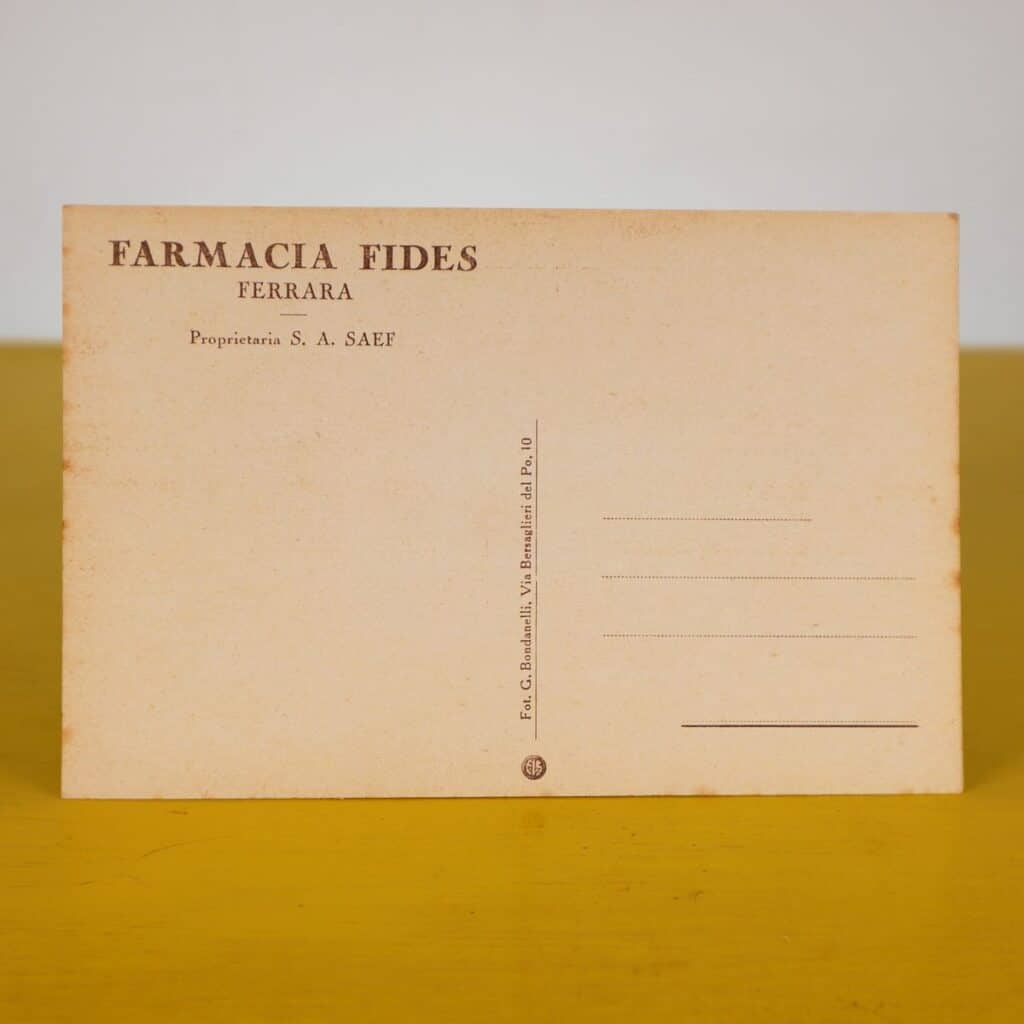 FARMACIA FIDES
FERRARA
Proprietaria S. A. SAEF
Fot. G. Bondanelli, Via Bersaglieri del Po, 10